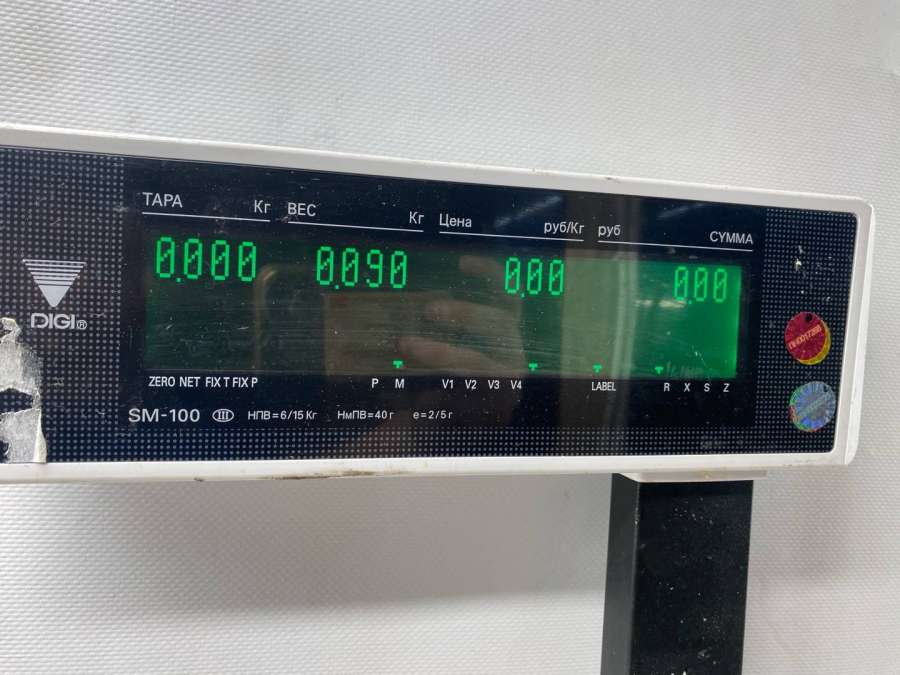 ТАРА Кг ВЕС Кг Цена руб/Кг руб СУММА
0.000 0.090 0.00 0.00
DIGI®
ZERO NET FIX T FIX P P M V1 V2 V3 V4 LABEL R X S Z
SM-100 III НПВ=6/15 Кг НмПВ=40 г е=2/5 г